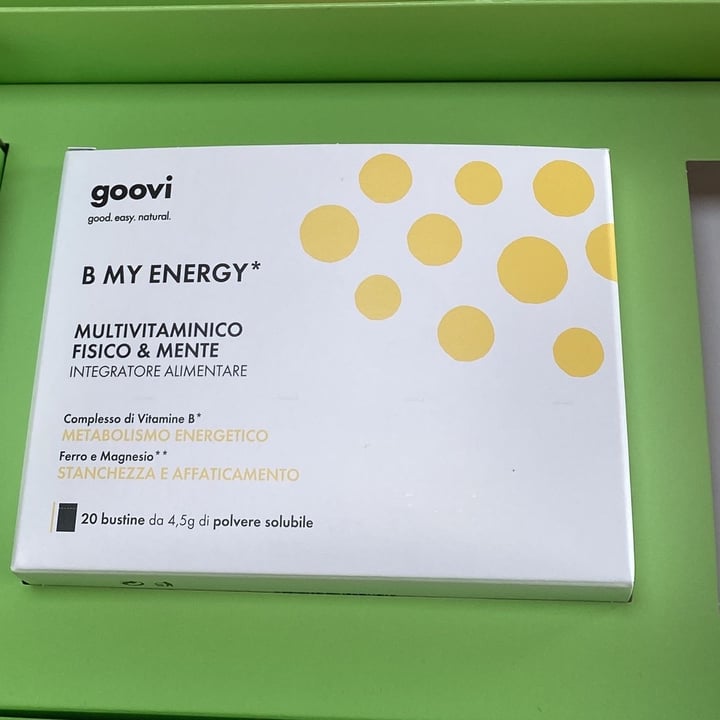 goovi
good. easy. natural.
B MY ENERGY*
MULTIVITAMINICO
FISICO & MENTE
INTEGRATORE ALIMENTARE
Complesso di Vitamine B*
METABOLISMO ENERGETICO
Ferro e Magnesio**
STANCHEZZA E AFFATICAMENTO
20 bustine da 4,5g di polvere solubile